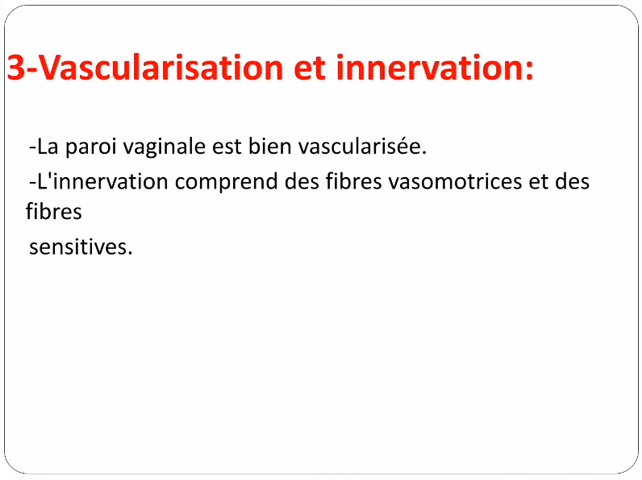 3-Vascularisation et innervation:
-La paroi vaginale est bien vascularisée.
-L'innervation comprend des fibres vasomotrices et des
fibres
sensitives.